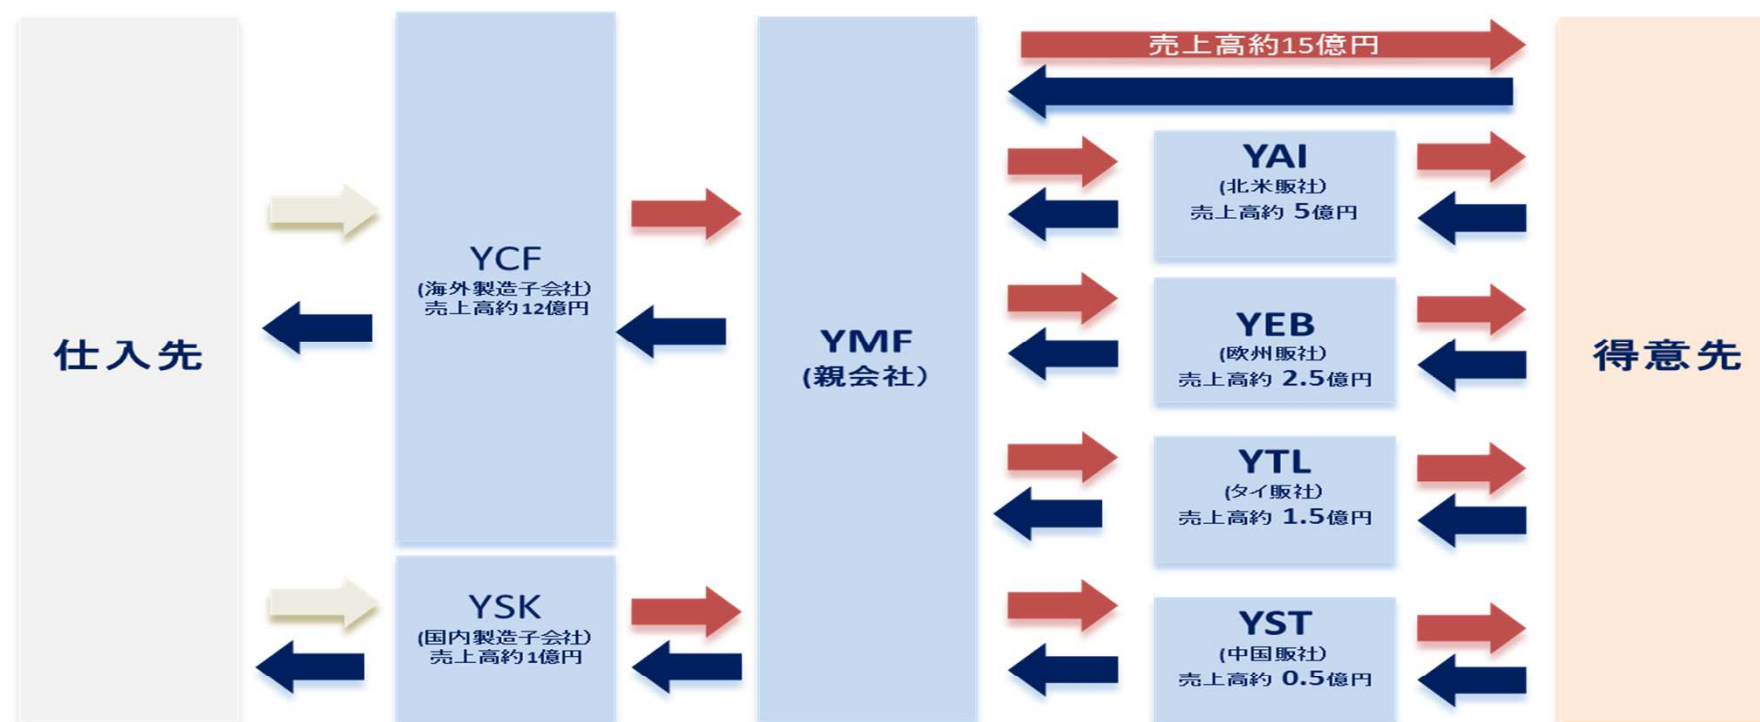 仕入先
YCF
(海外製造子会社)
売上高約12億円
YSK
(国内製造子会社)
売上高約1億円
YMF
(親会社)
売上高約15億円
YAI
(北米販社)
売上高約 5億円
YEB
(欧州販社)
売上高約 2.5億円
YTL
(タイ販社)
売上高約 1.5億円
YST
(中国販社)
売上高約 0.5億円
得意先